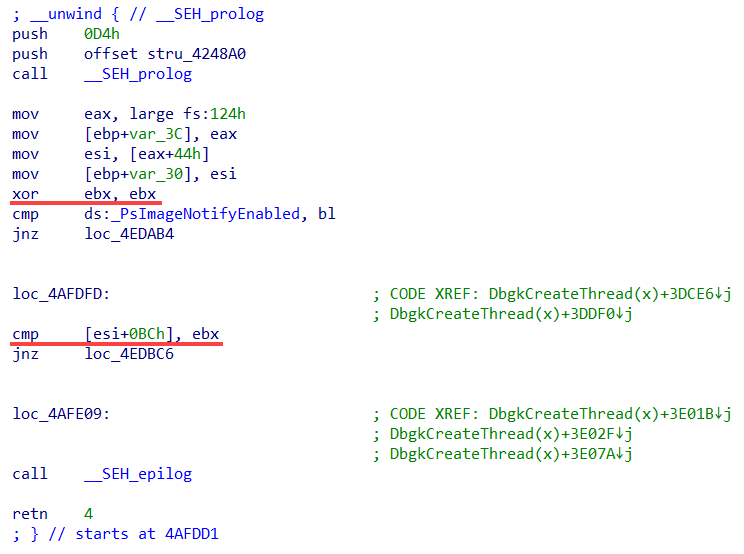 ; __unwind { // __SEH_prolog
push    0D4h
push    offset stru_4248A0
call    __SEH_prolog
mov     eax, large fs:124h
mov     [ebp+var_3C], eax
mov     esi, [eax+44h]
mov     [ebp+var_30], esi
xor     ebx, ebx
cmp     ds:_PsImageNotifyEnabled, bl
jnz     loc_4EDAB4
loc_4AFDFD:                             ; CODE XREF: DbgkCreateThread(x)+3DCE6↓j
; DbgkCreateThread(x)+3DDF0↓j
cmp     [esi+0BCh], ebx
jnz     loc_4EDBC6
loc_4AFE09:                             ; CODE XREF: DbgkCreateThread(x)+3E01B↓j
; DbgkCreateThread(x)+3E02F↓j
; DbgkCreateThread(x)+3E07A↓j
call    __SEH_epilog
retn    4
; } // starts at 4AFDD1